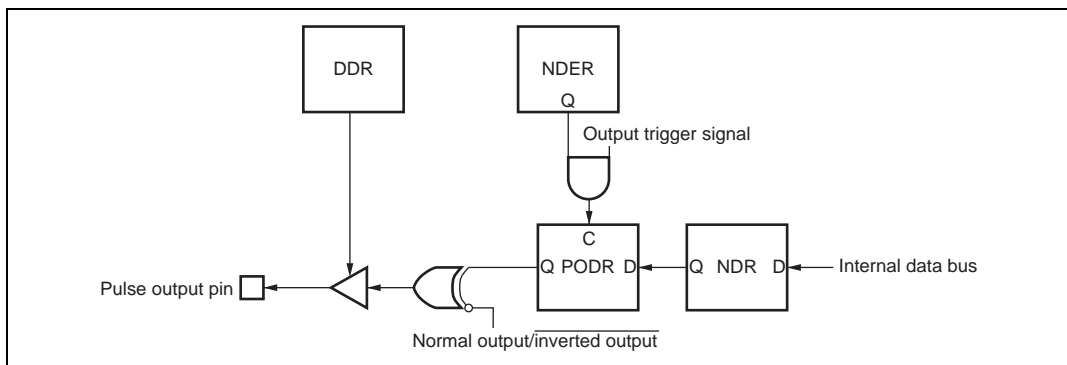 DDR
NDER
Q
Output trigger signal
C
Q PODR D
Q NDR D
Internal data bus
Pulse output pin
Normal output/inverted output